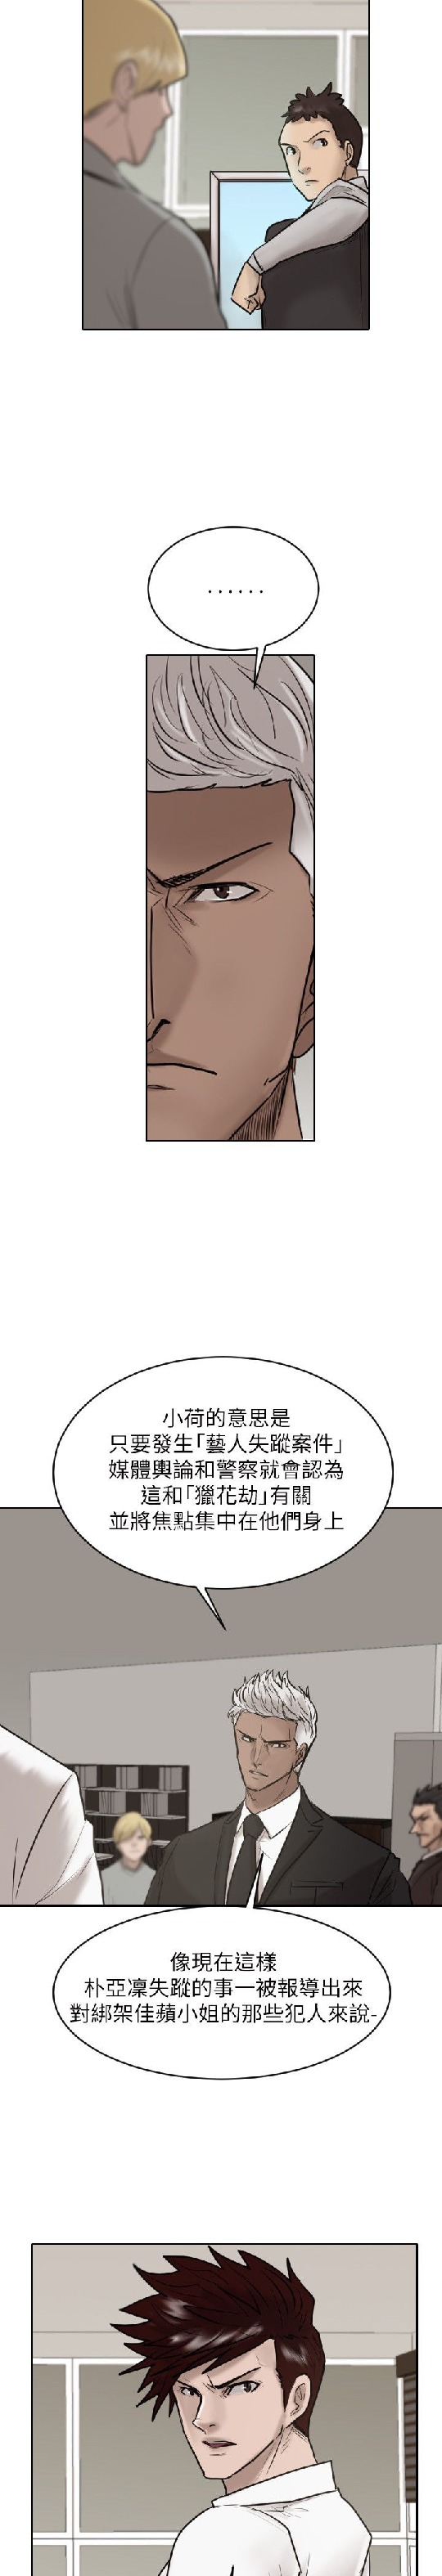 ......
小荷的意思是
只要發生「藝人失蹤案件」
媒體輿論和警察就會認為
這和「獵花劫」有關
並將焦點集中在他們身上
像現在這樣
朴亞凜失蹤的事一被報導出來
對綁架佳蘋小姐的那些犯人來說-